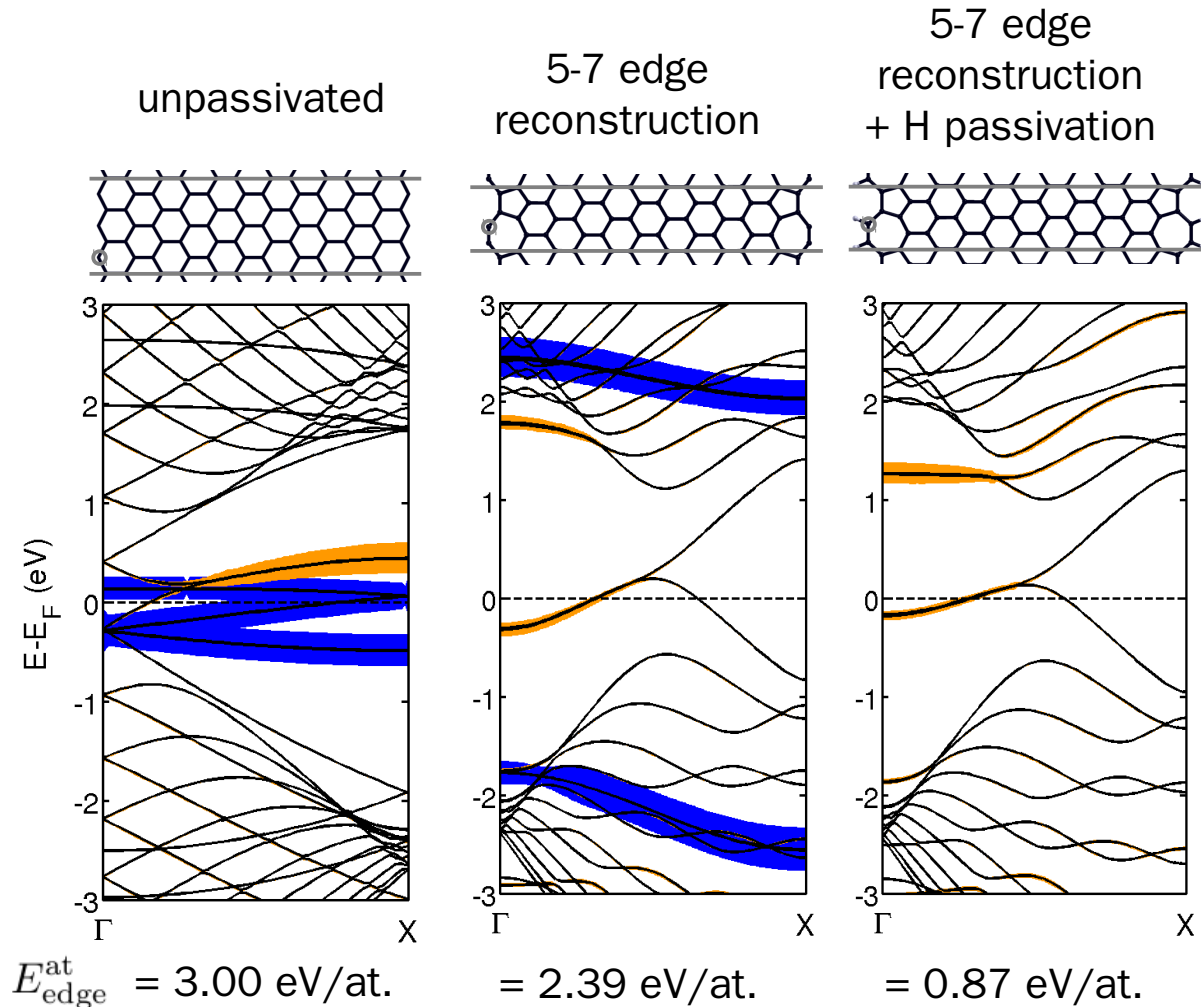 unpassivated
5-7 edge
reconstruction
5-7 edge
reconstruction
+ H passivation
E-E_F (eV)
3
2
1
0
-1
-2
-3
Γ
X
3
2
1
0
-1
-2
-3
Γ
X
3
2
1
0
-1
-2
-3
Γ
X
E^at_edge = 3.00 eV/at.
= 2.39 eV/at.
= 0.87 eV/at.